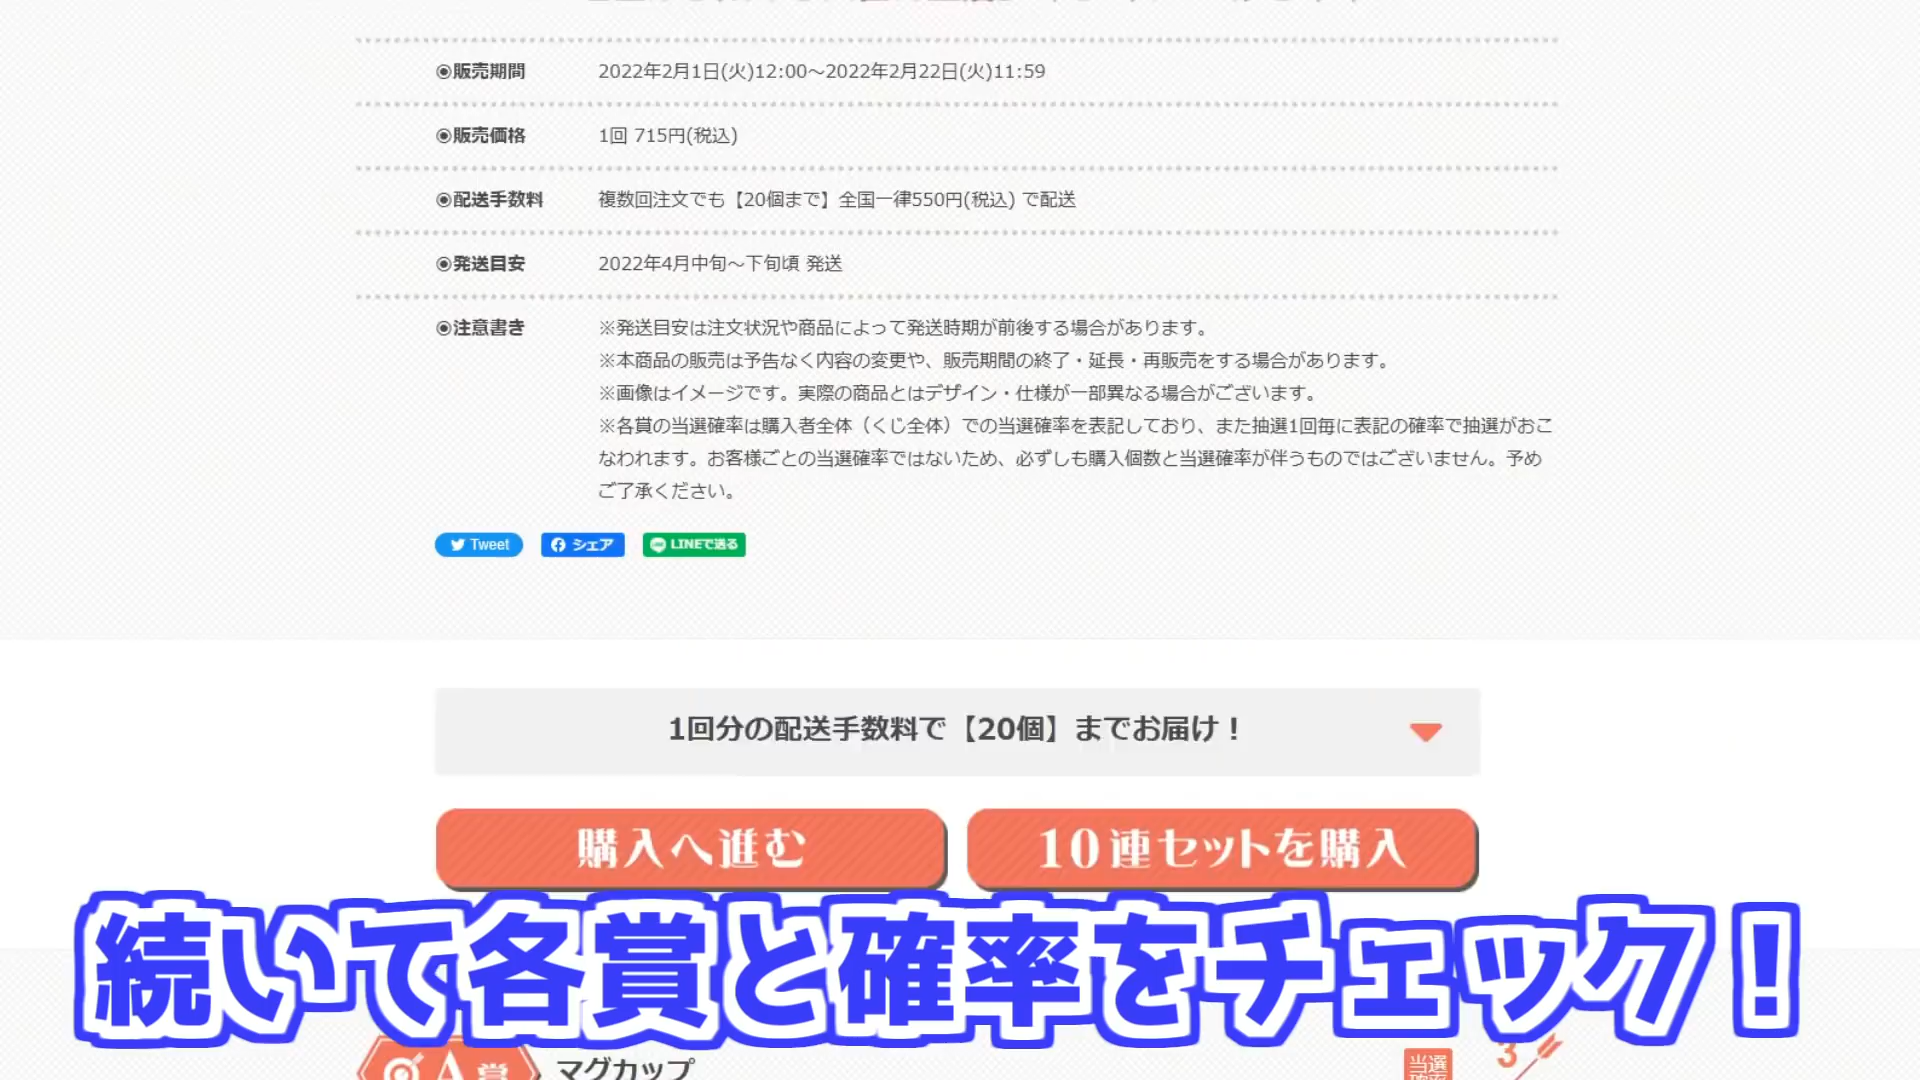 ◉販売期間 2022年2月1日(火)12:00～2022年2月22日(火)11:59
◉販売価格 1回 715円(税込)
◉配送手数料 複数回注文でも【20個まで】全国一律550円(税込) で配送
◉発送目安 2022年4月中旬～下旬頃 発送
◉注意書き ※発送目安は注文状況や商品によって発送時期が前後する場合があります。
※本商品の販売は予告なく内容の変更や、販売期間の終了・延長・再販売をする場合があります。
※画像はイメージです。実際の商品とはデザイン・仕様が一部異なる場合がございます。
※各賞の当選確率は購入者全体（くじ全体）での当選確率を表記しており、また抽選1回毎に表記の確率で抽選がおこ
なわれます。お客様ごとの当選確率ではないため、必ずしも購入個数と当選確率が伴うものではございません。予め
ご了承ください。
Tweet シェア LINEで送る
1回分の配送手数料で【20個】までお届け！
購入へ進む 10連セットを購入
続いて各賞と確率をチェック！
A賞 マグカップ 当選確率 3